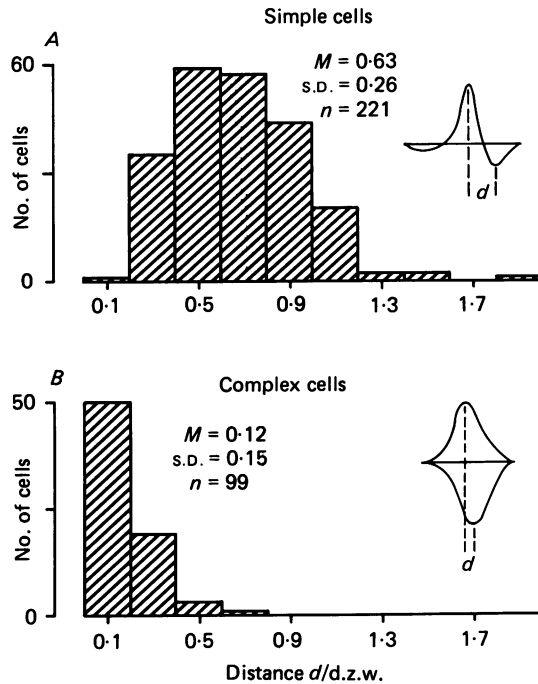 Simple cells
A
60
M = 0·63
S.D. = 0·26
n = 221
No. of cells
d
0
0·1 0·5 0·9 1·3 1·7
B
Complex cells
50
M = 0·12
S.D. = 0·15
n = 99
No. of cells
d
0
0·1 0·5 0·9 1·3 1·7
Distance d/d.z.w.